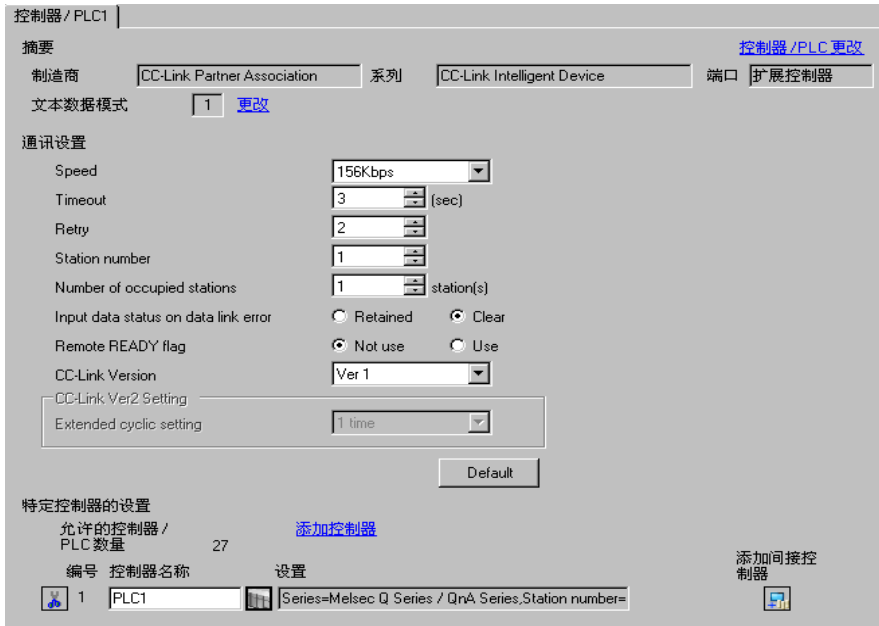 控制器/PLC1
摘要 控制器/PLC更改
制造商 CC-Link Partner Association 系列 CC-Link Intelligent Device 端口 扩展控制器
文本数据模式 1 更改
通讯设置
Speed 156Kbps
Timeout 3 (sec)
Retry 2
Station number 1
Number of occupied stations 1 station(s)
Input data status on data link error Retained Clear
Remote READY flag Not use Use
CC-Link Version Ver 1
CC-Link Ver2 Setting
Extended cyclic setting 1 time
Default
特定控制器的设置
允许的控制器/
PLC数量 27 添加控制器
编号 控制器名称 设置 添加间接控
制器
1 PLC1 Series=Melsec Q Series / QnA Series,Station number=